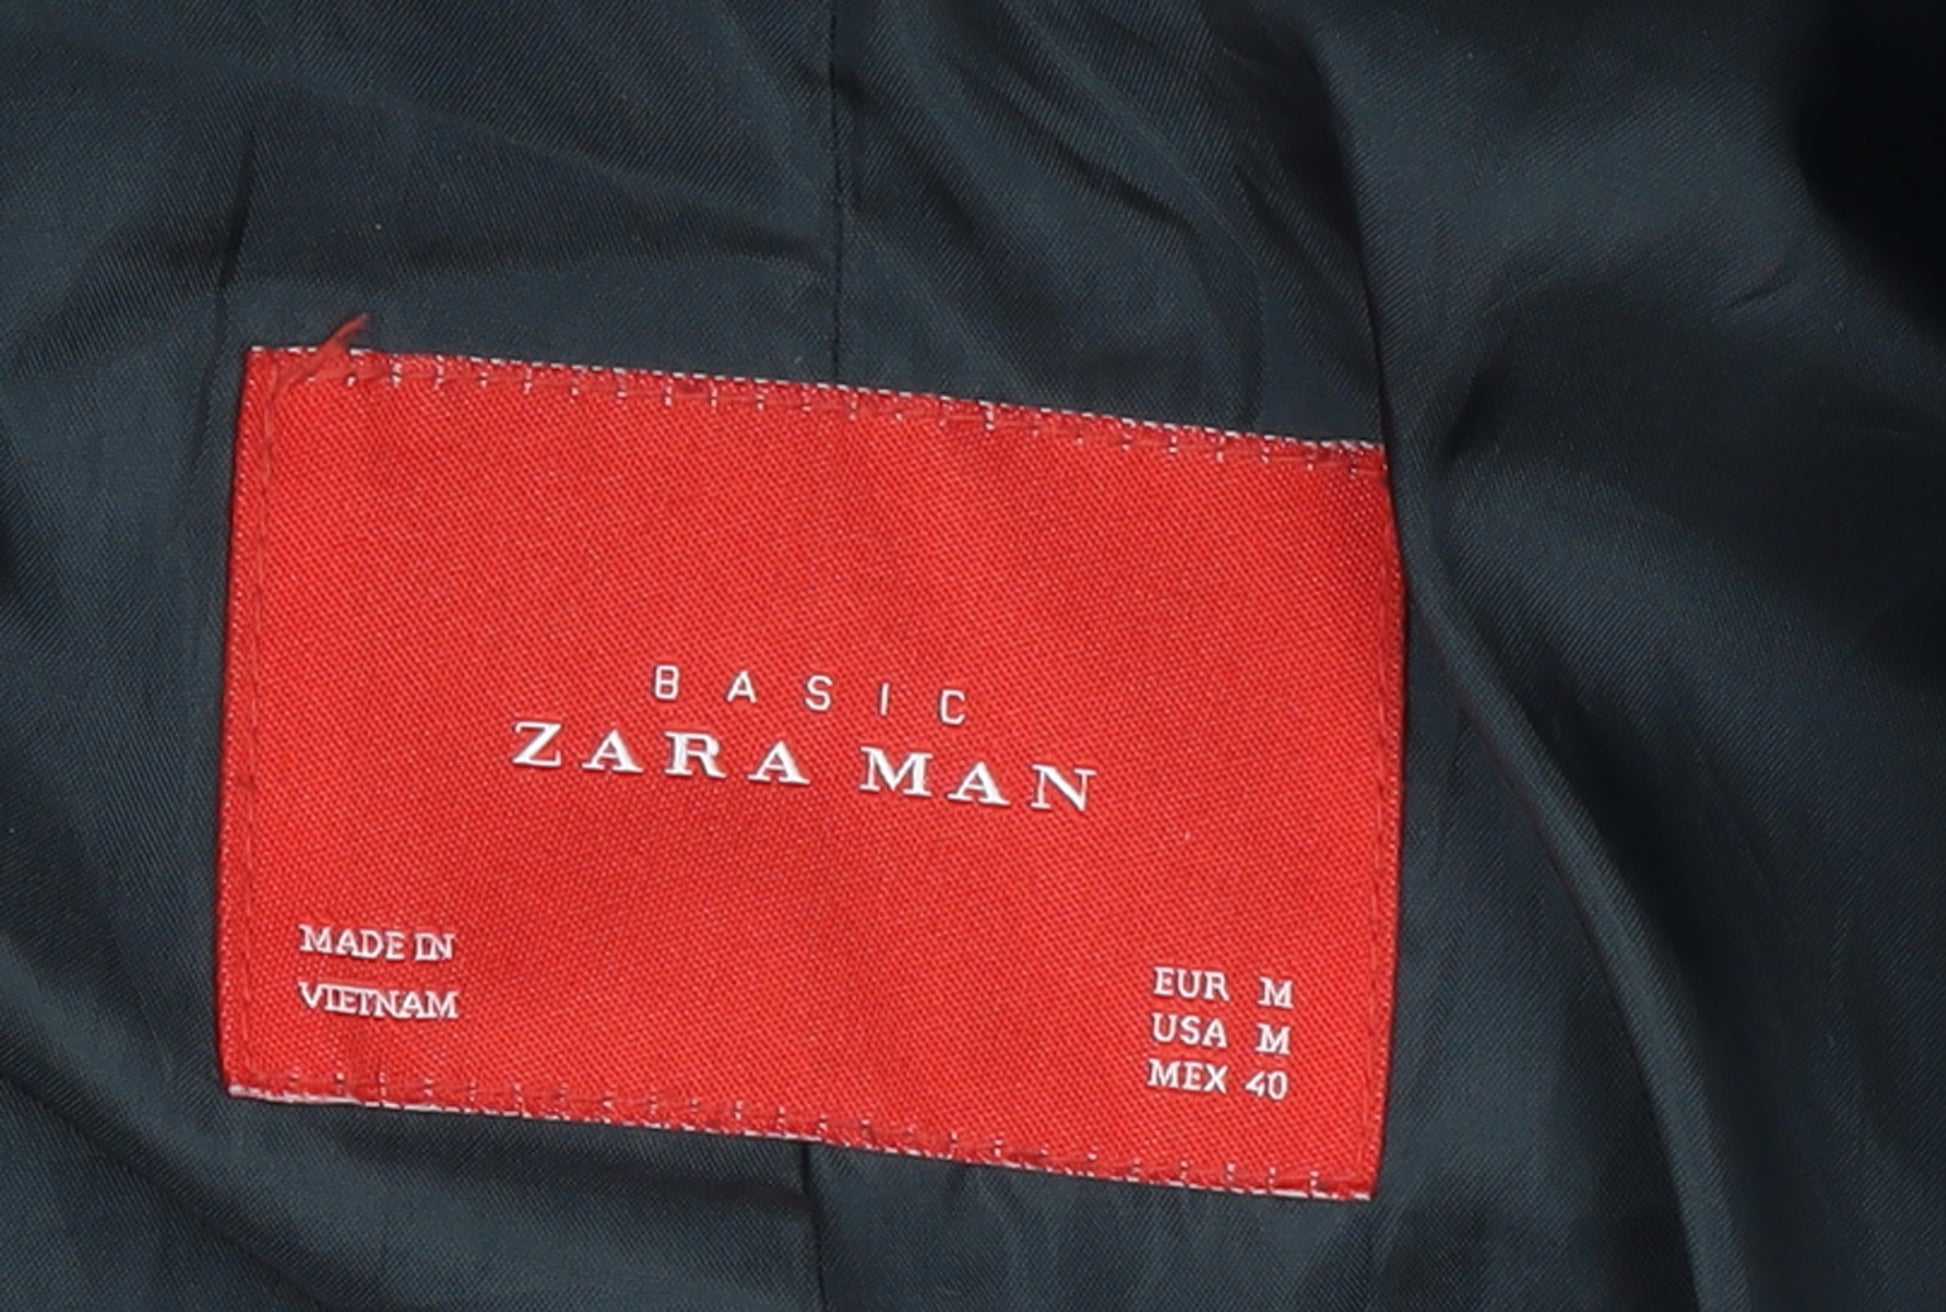 BASIC
ZARA MAN
MADE IN
VIETNAM
EUR M
USA M
MEX 40